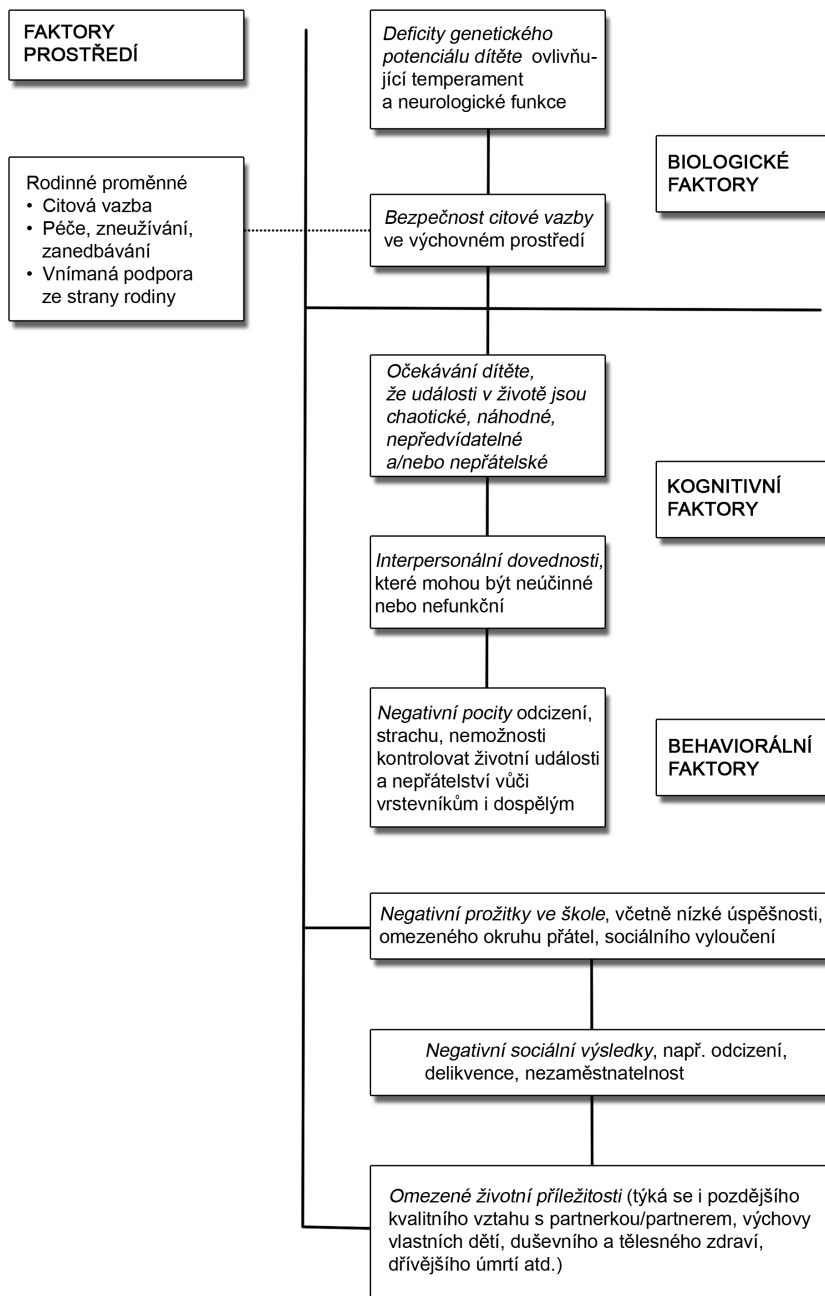 FAKTORY
PROSTŘEDÍ
Deficity genetického
potenciálu dítěte ovlivňu-
jící temperament
a neurologické funkce
BIOLOGICKÉ
FAKTORY
Rodinné proměnné
• Citová vazba
• Péče, zneužívání,
zanedbávání
• Vnímaná podpora
ze strany rodiny
Bezpečnost citové vazby
ve výchovném prostředí
Očekávání dítěte,
že události v životě jsou
chaotické, náhodné,
nepředvídatelné
a/nebo nepřátelské
KOGNITIVNÍ
FAKTORY
Interpersonální dovednosti,
které mohou být neúčinné
nebo nefunkční
Negativní pocity odcizení,
strachu, nemožnosti
kontrolovat životní události
a nepřátelství vůči
vrstevníkům i dospělým
BEHAVIORÁLNÍ
FAKTORY
Negativní prožitky ve škole, včetně nízké úspěšnosti,
omezeného okruhu přátel, sociálního vyloučení
Negativní sociální výsledky, např. odcizení,
delikvence, nezaměstnatelnost
Omezené životní příležitosti (týká se i pozdějšího
kvalitního vztahu s partnerkou/partnerem, výchovy
vlastních dětí, duševního a tělesného zdraví,
dřívějšího úmrtí atd.)